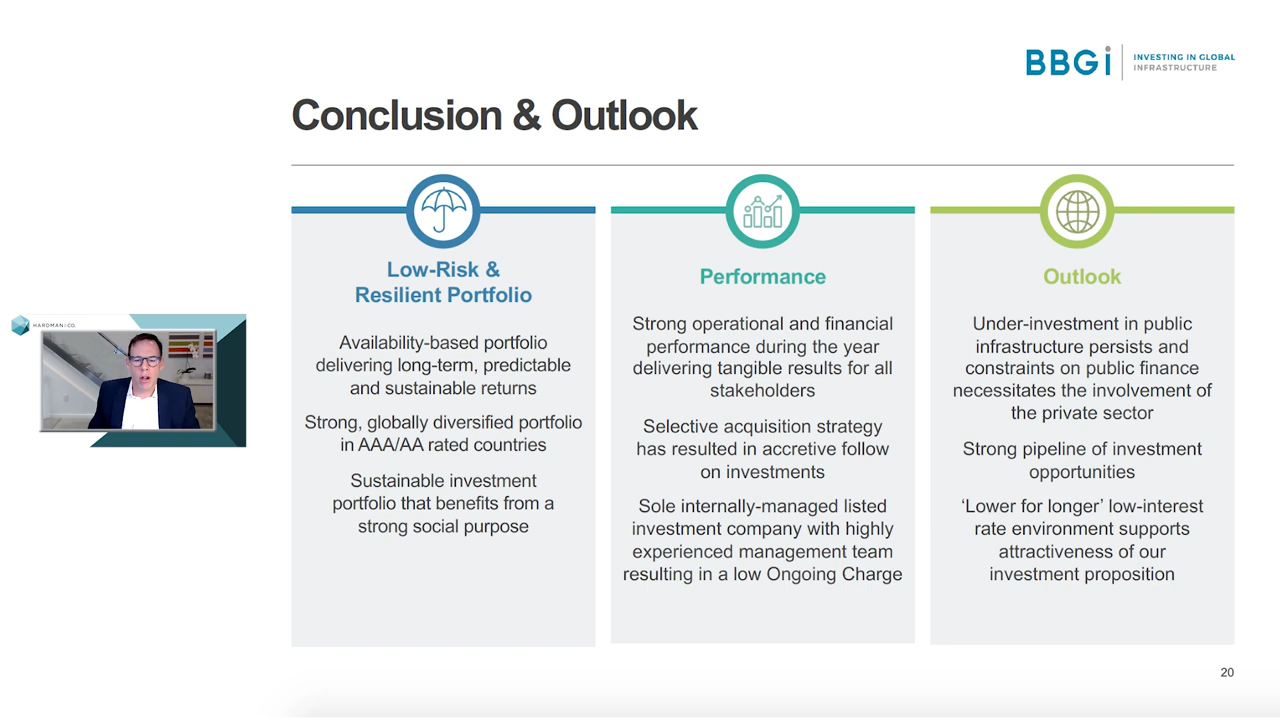 BBGi
INVESTING IN GLOBAL
INFRASTRUCTURE
Conclusion & Outlook
Low-Risk &
Resilient Portfolio
Availability-based portfolio
delivering long-term, predictable
and sustainable returns
Strong, globally diversified portfolio
in AAA/AA rated countries
Sustainable investment
portfolio that benefits from a
strong social purpose
Performance
Strong operational and financial
performance during the year
delivering tangible results for all
stakeholders
Selective acquisition strategy
has resulted in accretive follow
on investments
Sole internally-managed listed
investment company with highly
experienced management team
resulting in a low Ongoing Charge
Outlook
Under-investment in public
infrastructure persists and
constraints on public finance
necessitates the involvement of
the private sector
Strong pipeline of investment
opportunities
‘Lower for longer’ low-interest
rate environment supports
attractiveness of our
investment proposition
HARDMAN&CO.
20